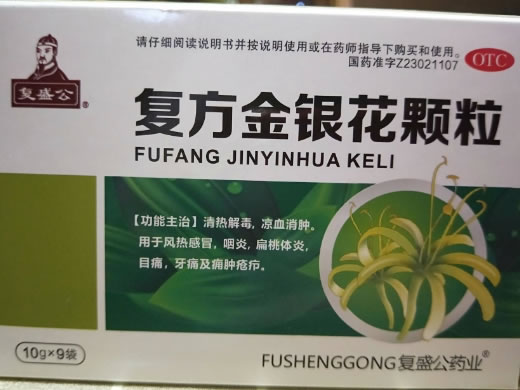 请仔细阅读说明书并按说明使用或在药师指导下购买和使用。
国药准字Z23021107
OTC
复盛公®
复方金银花颗粒
FUFANG JINYINHUA KELI
【功能主治】清热解毒，凉血消肿。
用于风热感冒，咽炎，扁桃体炎，
目痛，牙痛及痈肿疮疖。
10g×9袋
FUSHENGGONG复盛公药业®